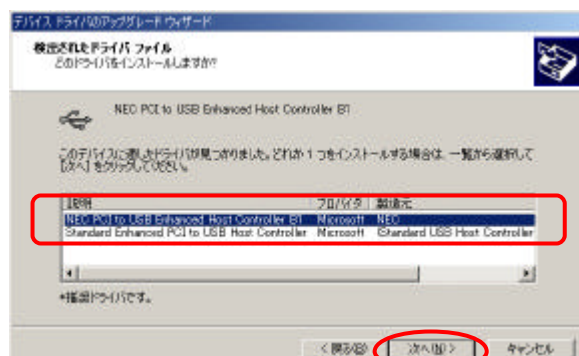 デバイス ドライバのアップグレード ウィザード
検出されたドライバ ファイル
どのドライバをインストールしますか?
NEC PCI to USB Enhanced Host Controller B1
このデバイスに適したドライバが見つかりました。どれか 1 つをインストールする場合は、一覧から選択して
[次へ] をクリックしてください。
説明 プロバイダ 製造元
NEC PCI to USB Enhanced Host Controller B1 Microsoft NEC
Standard Enhanced PCI to USB Host Controller Microsoft (Standard USB Host Controller
*推奨ドライバです。
< 戻る(B) 次へ(N) > キャンセル